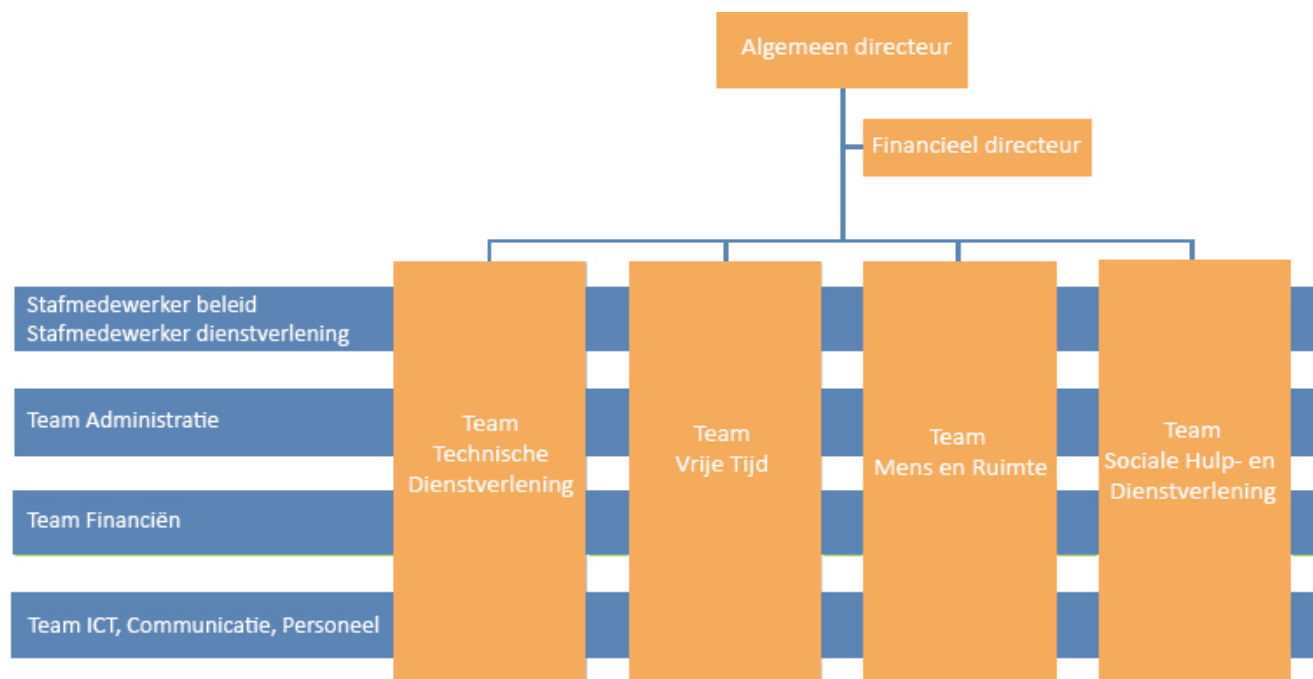 Algemeen directeur
Financieel directeur
Stafmedewerker beleid
Stafmedewerker dienstverlening
Team Administratie
Team Financiën
Team ICT, Communicatie, Personeel
Team
Technische
Dienstverlening
Team
Vrije Tijd
Team
Mens en Ruimte
Team
Sociale Hulp- en
Dienstverlening